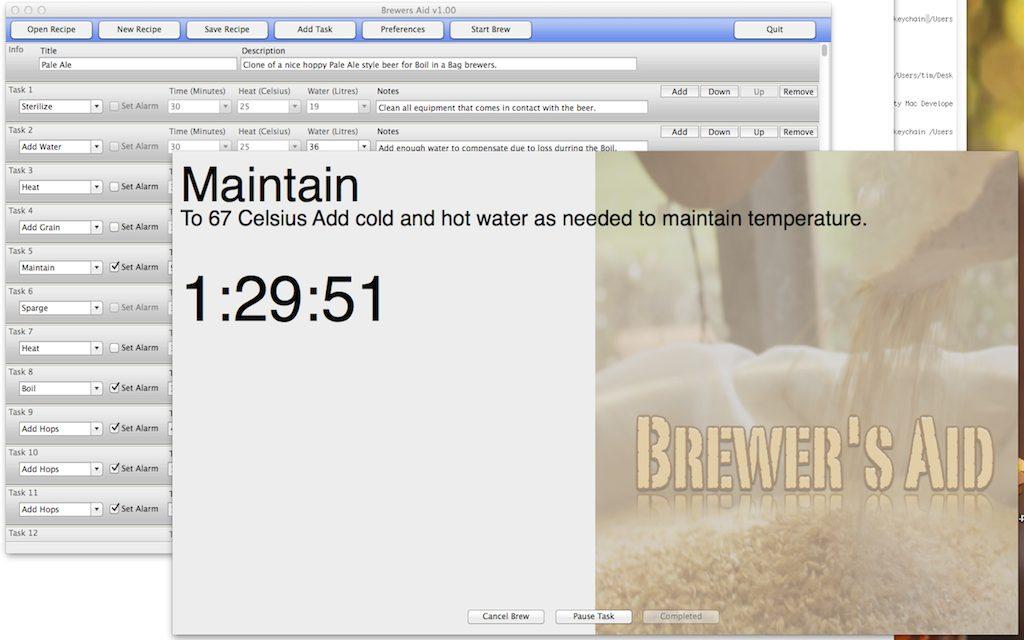 Brewers Aid v1.00
Open Recipe New Recipe Save Recipe Add Task Preferences Start Brew Quit
Info Title Description
Pale Ale Clone of a nice hoppy Pale Ale style beer for Boil in a Bag brewers.
Task 1 Time (Minutes) Heat (Celsius) Water (Litres) Notes Add Down Up Remove
Sterilize Set Alarm 30 25 19 Clean all equipment that comes in contact with the beer.
Task 2 Time (Minutes) Heat (Celsius) Water (Litres) Notes Add Down Up Remove
Add Water Set Alarm 30 25 36 Add enough water to compensate due to loss durring the Boil.
Task 3
Heat Set Alarm
Task 4
Add Grain Set Alarm
Task 5
Maintain Set Alarm
Task 6
Sparge Set Alarm
Task 7
Heat Set Alarm
Task 8
Boil Set Alarm
Task 9
Add Hops Set Alarm
Task 10
Add Hops Set Alarm
Task 11
Add Hops Set Alarm
Task 12
Maintain
To 67 Celsius Add cold and hot water as needed to maintain temperature.
1:29:51
BREWER'S AID
Cancel Brew Pause Task Completed
keychain /Users
/Users/tim/Desk
ty Mac Develope
keychain /Users